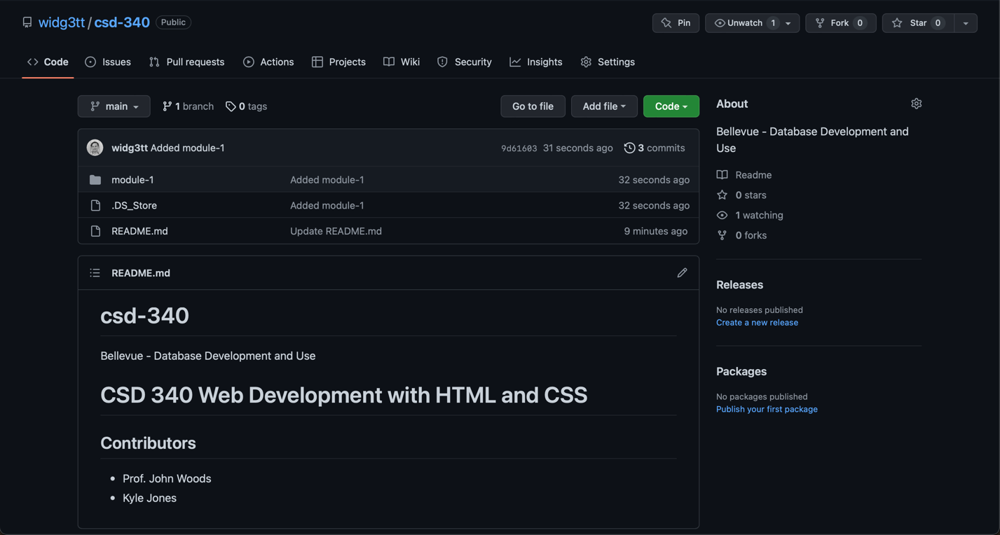 widg3tt / csd-340 Public
Pin
Unwatch 1
Fork 0
Star 0
Code Issues Pull requests Actions Projects Wiki Security Insights Settings
main 1 branch 0 tags
Go to file Add file Code
widg3tt Added module-1 9d61603 31 seconds ago 3 commits
module-1 Added module-1 32 seconds ago
.DS_Store Added module-1 32 seconds ago
README.md Update README.md 9 minutes ago
README.md
csd-340
Bellevue - Database Development and Use
CSD 340 Web Development with HTML and CSS
Contributors
• Prof. John Woods
• Kyle Jones
About
Bellevue - Database Development and
Use
Readme
0 stars
1 watching
0 forks
Releases
No releases published
Create a new release
Packages
No packages published
Publish your first package